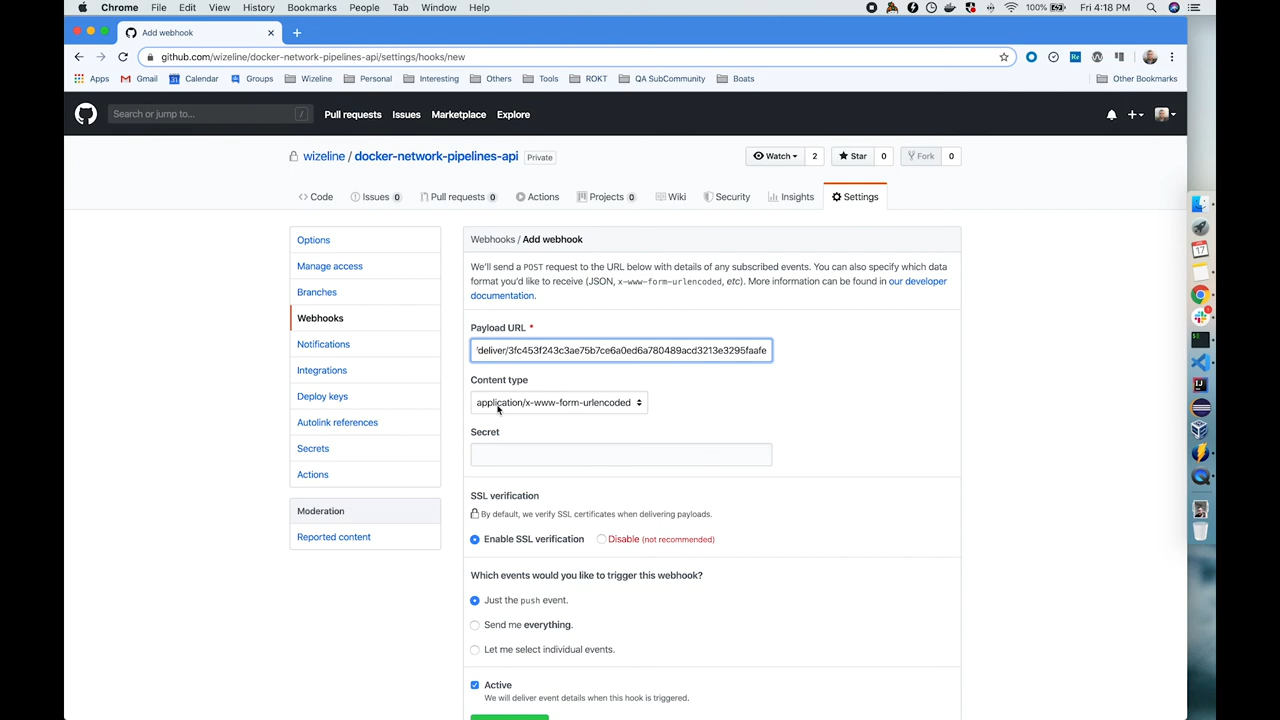 Chrome File Edit View History Bookmarks People Tab Window Help 100% Fri 4:18 PM
Add webhook
github.com/wizeline/docker-network-pipelines-api/settings/hooks/new
Apps Gmail Calendar Groups Wizeline Personal Interesting Others Tools ROKT QA SubCommunity Boats Other Bookmarks
Search or jump to... / Pull requests Issues Marketplace Explore
wizeline / docker-network-pipelines-api Private Watch 2 Star 0 Fork 0
Code Issues 0 Pull requests 0 Actions Projects 0 Wiki Security Insights Settings
Options
Manage access
Branches
Webhooks
Notifications
Integrations
Deploy keys
Autolink references
Secrets
Actions
Moderation
Reported content
Webhooks / Add webhook
We'll send a POST request to the URL below with details of any subscribed events. You can also specify which data
format you'd like to receive (JSON, x-www-form-urlencoded, etc). More information can be found in our developer
documentation.
Payload URL *
/deliver/3fc453f243c3ae75b7ce6a0ed6a780489acd3213e3295faafe
Content type
application/x-www-form-urlencoded
Secret
SSL verification
By default, we verify SSL certificates when delivering payloads.
Enable SSL verification Disable (not recommended)
Which events would you like to trigger this webhook?
Just the push event.
Send me everything.
Let me select individual events.
Active
We will deliver event details when this hook is triggered.